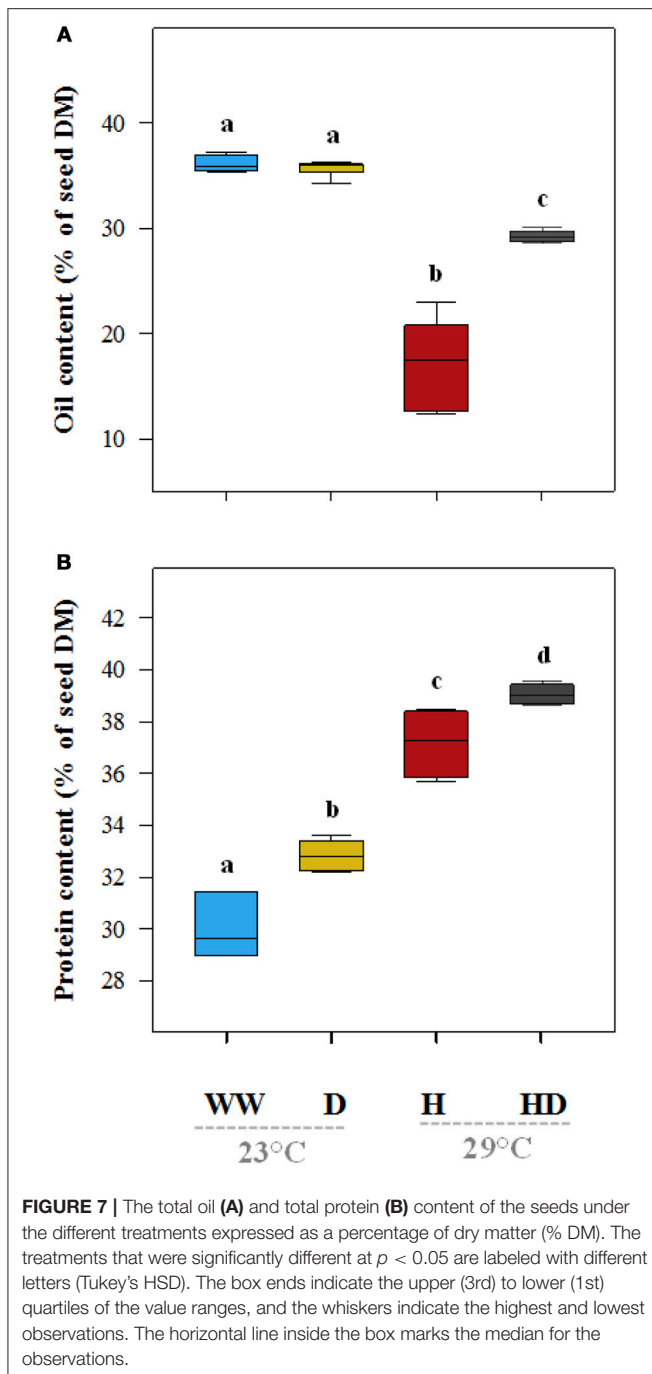 A
Oil content (% of seed DM)
40
30
20
10
a
a
b
c
B
Protein content (% of seed DM)
42
40
38
36
34
32
30
28
a
b
c
d
WW D H HD
23°C 29°C
FIGURE 7 | The total oil (A) and total protein (B) content of the seeds under
the different treatments expressed as a percentage of dry matter (% DM). The
treatments that were significantly different at p < 0.05 are labeled with different
letters (Tukey's HSD). The box ends indicate the upper (3rd) to lower (1st)
quartiles of the value ranges, and the whiskers indicate the highest and lowest
observations. The horizontal line inside the box marks the median for the
observations.